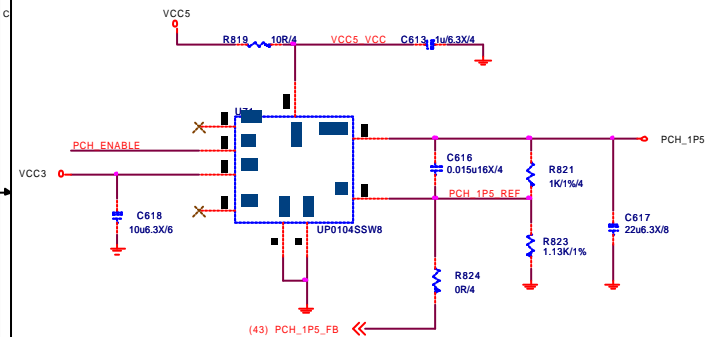 C
VCC5
R819
10R/4
VCC5_VCC
C613
1u/6.3X/4
PCH_ENABLE
VCC3
PCH_1P5
C616
0.015u16X/4
R821
1K/1%/4
PCH_1P5_REF
C618
10u6.3X/6
UP0104SSW8
C617
22u6.3X/8
R823
1.13K/1%
R824
0R/4
(43) PCH_1P5_FB